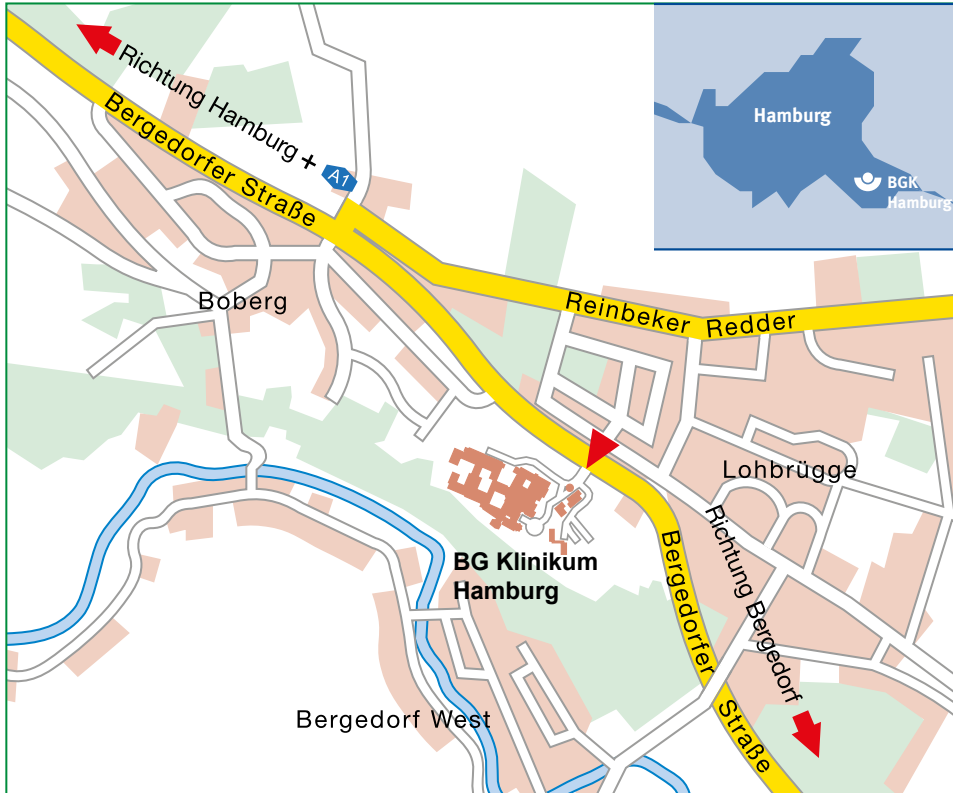 Richtung Hamburg +
A1
Bergedorfer Straße
Hamburg
BGK
Hamburg
Boberg
Reinbeker Redder
Lohbrügge
Richtung Bergedorf
BG Klinikum
Hamburg
Bergedorfer Straße
Bergedorf West